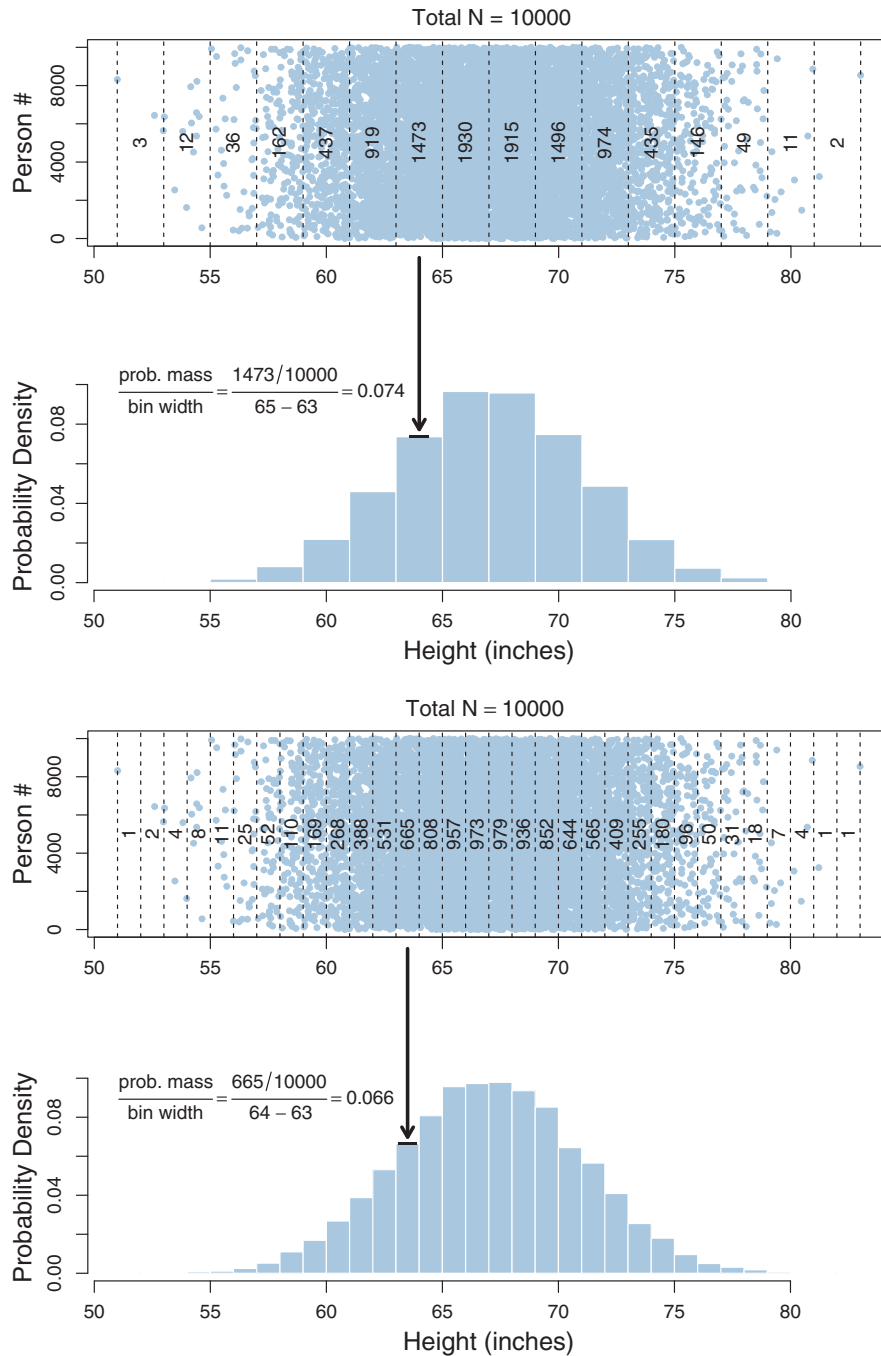 Total N = 10000
Person #
8000
4000
0
3 12 36 162 437 919 1473 1930 1915 1496 974 435 146 49 11 2
50 55 60 65 70 75 80
prob. mass / bin width = 1473/10000 / 65 − 63 = 0.074
Probability Density
0.08
0.04
0.00
50 55 60 65 70 75 80
Height (inches)
Total N = 10000
Person #
8000
4000
0
1 2 4 8 11 25 52 110 169 268 388 531 665 808 957 973 979 936 852 644 565 409 255 180 96 50 31 18 7 4 1 1
50 55 60 65 70 75 80
prob. mass / bin width = 665/10000 / 64 − 63 = 0.066
Probability Density
0.08
0.04
0.00
50 55 60 65 70 75 80
Height (inches)